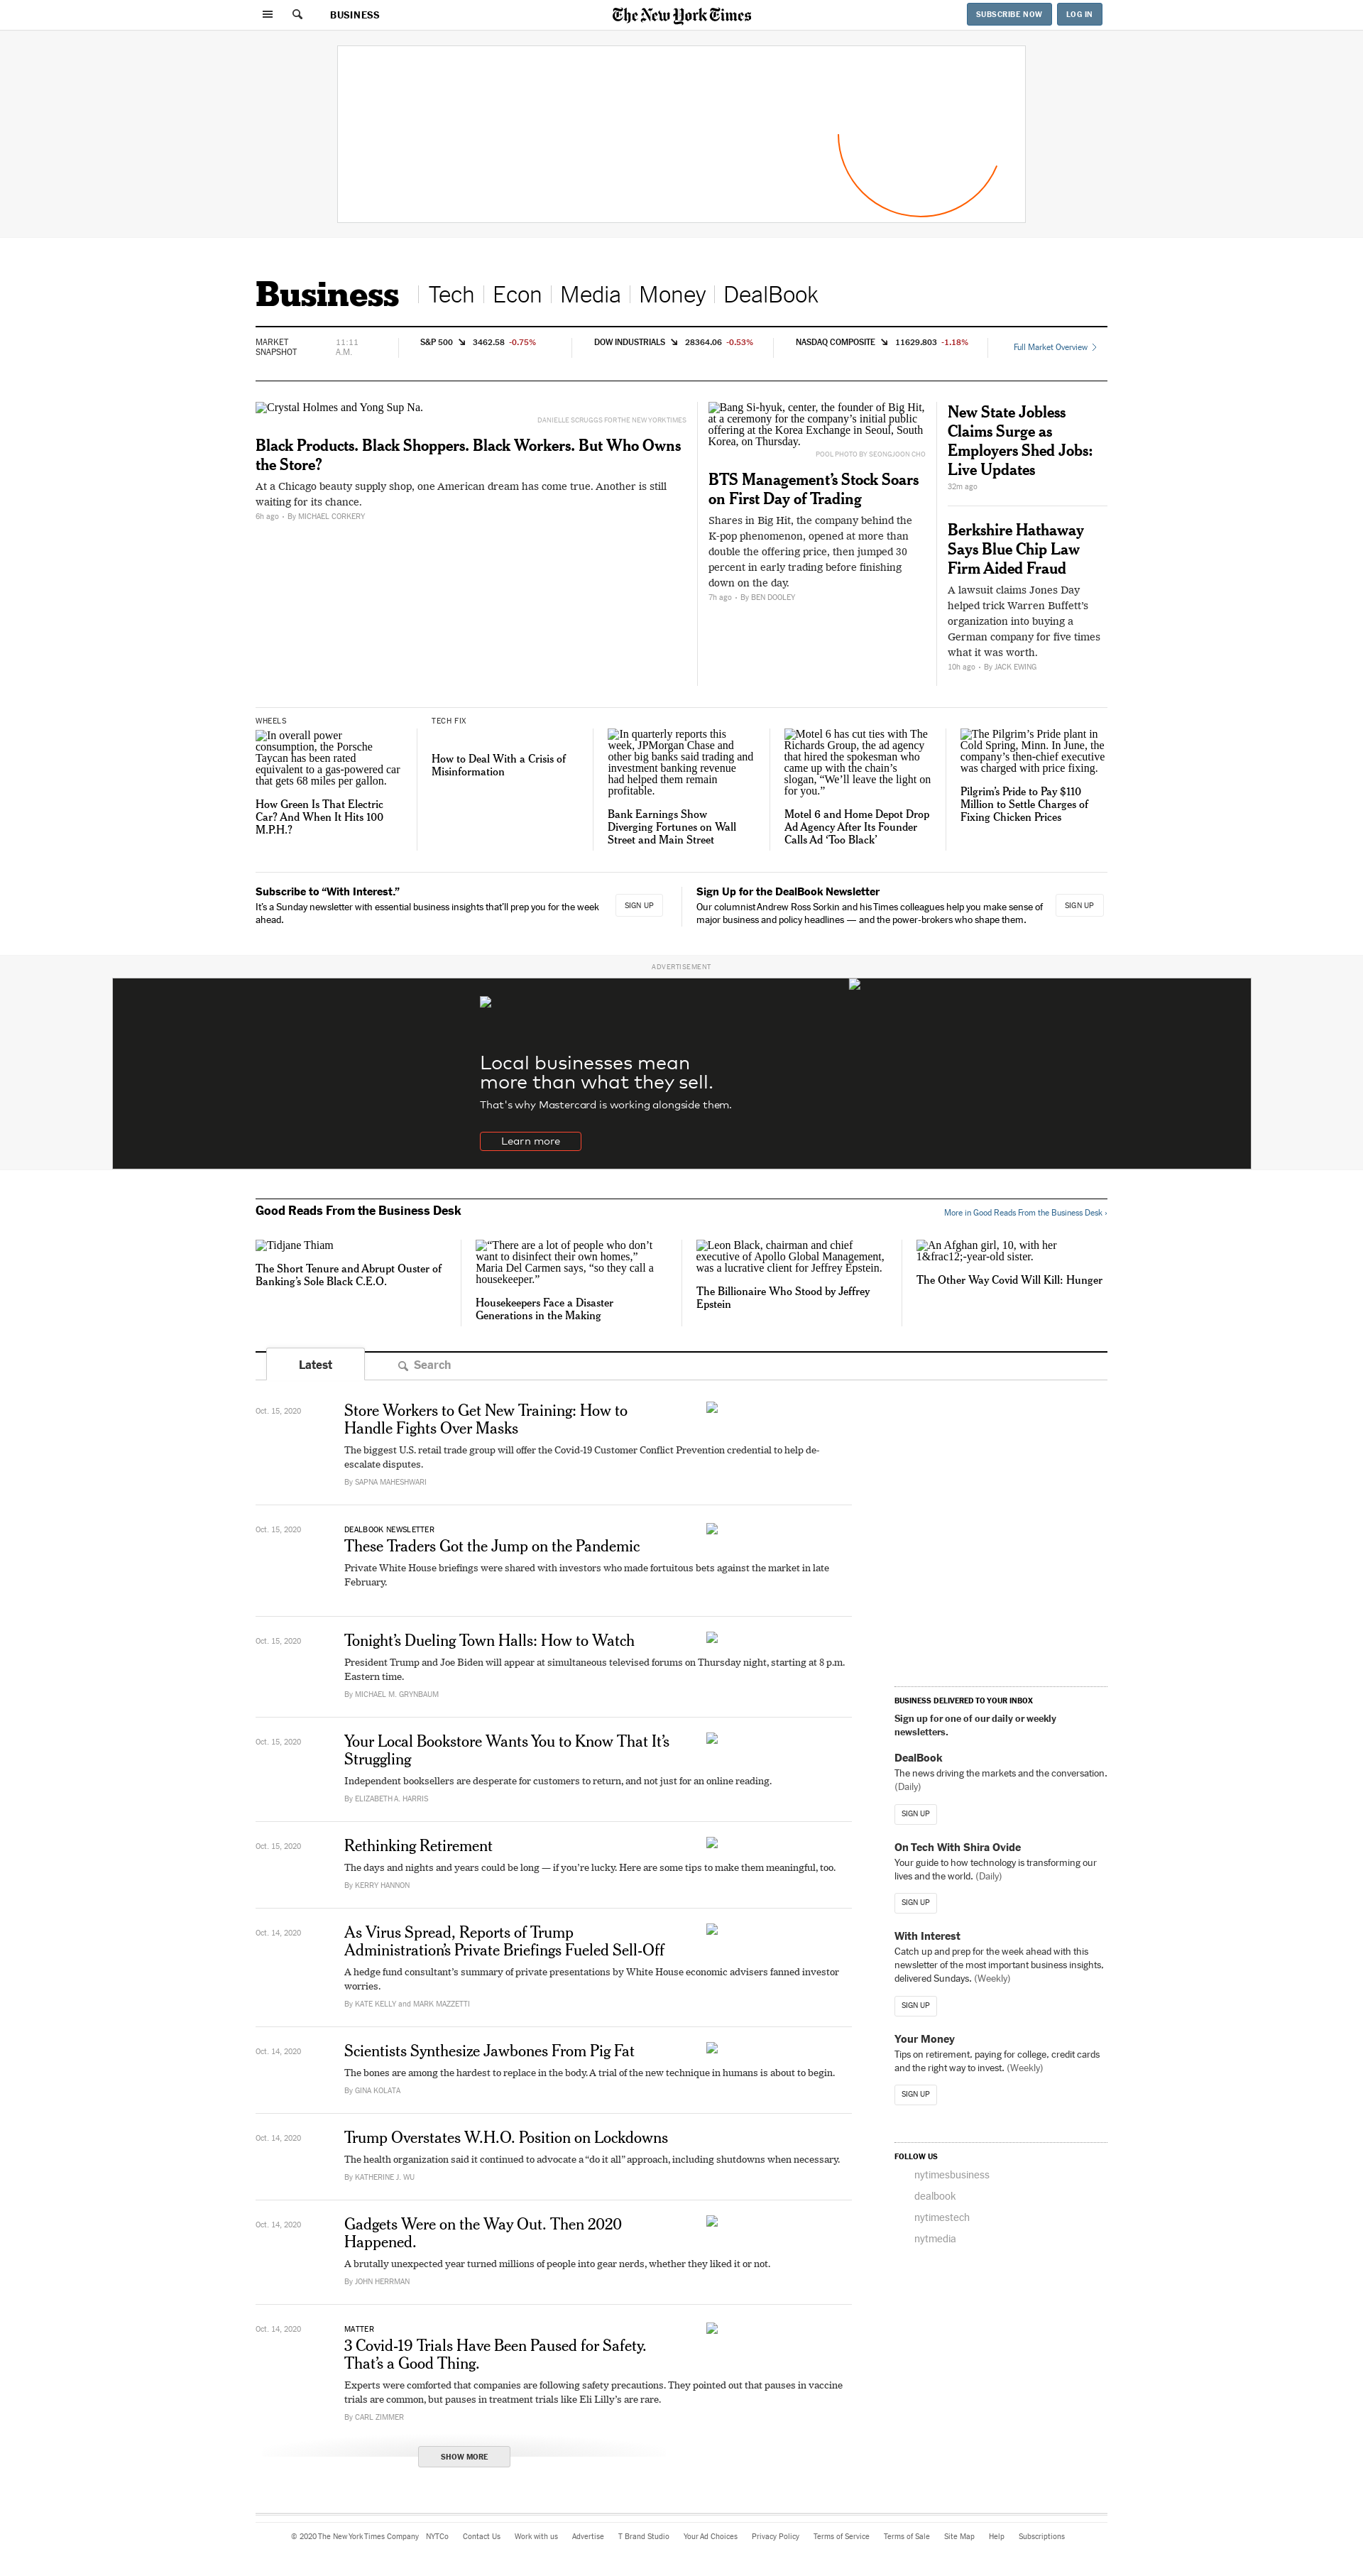 BUSINESS
The New York Times
SUBSCRIBE NOW
LOG IN
Business
Tech
Econ
Media
Money
DealBook
MARKET
SNAPSHOT
11:11
A.M.
S&P 500 3462.58 -0.75%
DOW INDUSTRIALS 28364.06 -0.53%
NASDAQ COMPOSITE 11629.803 -1.18%
Full Market Overview
Crystal Holmes and Yong Sup Na.
DANIELLE SCRUGGS FOR THE NEW YORK TIMES
Black Products. Black Shoppers. Black Workers. But Who Owns
the Store?
At a Chicago beauty supply shop, one American dream has come true. Another is still
waiting for its chance.
6h ago • By MICHAEL CORKERY
Bang Si-hyuk, center, the founder of Big Hit,
at a ceremony for the company’s initial public
offering at the Korea Exchange in Seoul, South
Korea, on Thursday.
POOL PHOTO BY SEONGJOON CHO
BTS Management’s Stock Soars
on First Day of Trading
Shares in Big Hit, the company behind the
K-pop phenomenon, opened at more than
double the offering price, then jumped 30
percent in early trading before finishing
down on the day.
7h ago • By BEN DOOLEY
New State Jobless
Claims Surge as
Employers Shed Jobs:
Live Updates
32m ago
Berkshire Hathaway
Says Blue Chip Law
Firm Aided Fraud
A lawsuit claims Jones Day
helped trick Warren Buffett’s
organization into buying a
German company for five times
what it was worth.
10h ago • By JACK EWING
WHEELS
In overall power
consumption, the Porsche
Taycan has been rated
equivalent to a gas-powered car
that gets 68 miles per gallon.
How Green Is That Electric
Car? And When It Hits 100
M.P.H.?
TECH FIX
How to Deal With a Crisis of
Misinformation
In quarterly reports this
week, JPMorgan Chase and
other big banks said trading and
investment banking revenue
had helped them remain
profitable.
Bank Earnings Show
Diverging Fortunes on Wall
Street and Main Street
Motel 6 has cut ties with The
Richards Group, the ad agency
that hired the spokesman who
came up with the chain’s
slogan, “We’ll leave the light on
for you.”
Motel 6 and Home Depot Drop
Ad Agency After Its Founder
Calls Ad ‘Too Black’
The Pilgrim’s Pride plant in
Cold Spring, Minn. In June, the
company’s then-chief executive
was charged with price fixing.
Pilgrim’s Pride to Pay $110
Million to Settle Charges of
Fixing Chicken Prices
Subscribe to “With Interest.”
It’s a Sunday newsletter with essential business insights that’ll prep you for the week
ahead.
SIGN UP
Sign Up for the DealBook Newsletter
Our columnist Andrew Ross Sorkin and his Times colleagues help you make sense of
major business and policy headlines — and the power-brokers who shape them.
SIGN UP
ADVERTISEMENT
Local businesses mean
more than what they sell.
That's why Mastercard is working alongside them.
Learn more
Good Reads From the Business Desk
More in Good Reads From the Business Desk ›
Tidjane Thiam
The Short Tenure and Abrupt Ouster of
Banking’s Sole Black C.E.O.
“There are a lot of people who don’t
want to disinfect their own homes,”
Maria Del Carmen says, “so they call a
housekeeper.”
Housekeepers Face a Disaster
Generations in the Making
Leon Black, chairman and chief
executive of Apollo Global Management,
was a lucrative client for Jeffrey Epstein.
The Billionaire Who Stood by Jeffrey
Epstein
An Afghan girl, 10, with her
1&frac12;-year-old sister.
The Other Way Covid Will Kill: Hunger
Latest
Search
Oct. 15, 2020
Store Workers to Get New Training: How to
Handle Fights Over Masks
The biggest U.S. retail trade group will offer the Covid-19 Customer Conflict Prevention credential to help de-
escalate disputes.
By SAPNA MAHESHWARI
Oct. 15, 2020
DEALBOOK NEWSLETTER
These Traders Got the Jump on the Pandemic
Private White House briefings were shared with investors who made fortuitous bets against the market in late
February.
Oct. 15, 2020
Tonight’s Dueling Town Halls: How to Watch
President Trump and Joe Biden will appear at simultaneous televised forums on Thursday night, starting at 8 p.m.
Eastern time.
By MICHAEL M. GRYNBAUM
Oct. 15, 2020
Your Local Bookstore Wants You to Know That It’s
Struggling
Independent booksellers are desperate for customers to return, and not just for an online reading.
By ELIZABETH A. HARRIS
Oct. 15, 2020
Rethinking Retirement
The days and nights and years could be long — if you’re lucky. Here are some tips to make them meaningful, too.
By KERRY HANNON
Oct. 14, 2020
As Virus Spread, Reports of Trump
Administration’s Private Briefings Fueled Sell-Off
A hedge fund consultant’s summary of private presentations by White House economic advisers fanned investor
worries.
By KATE KELLY and MARK MAZZETTI
Oct. 14, 2020
Scientists Synthesize Jawbones From Pig Fat
The bones are among the hardest to replace in the body. A trial of the new technique in humans is about to begin.
By GINA KOLATA
Oct. 14, 2020
Trump Overstates W.H.O. Position on Lockdowns
The health organization said it continued to advocate a “do it all” approach, including shutdowns when necessary.
By KATHERINE J. WU
Oct. 14, 2020
Gadgets Were on the Way Out. Then 2020
Happened.
A brutally unexpected year turned millions of people into gear nerds, whether they liked it or not.
By JOHN HERRMAN
Oct. 14, 2020
MATTER
3 Covid-19 Trials Have Been Paused for Safety.
That’s a Good Thing.
Experts were comforted that companies are following safety precautions. They pointed out that pauses in vaccine
trials are common, but pauses in treatment trials like Eli Lilly’s are rare.
By CARL ZIMMER
SHOW MORE
BUSINESS DELIVERED TO YOUR INBOX
Sign up for one of our daily or weekly
newsletters.
DealBook
The news driving the markets and the conversation.
(Daily)
SIGN UP
On Tech With Shira Ovide
Your guide to how technology is transforming our
lives and the world. (Daily)
SIGN UP
With Interest
Catch up and prep for the week ahead with this
newsletter of the most important business insights,
delivered Sundays. (Weekly)
SIGN UP
Your Money
Tips on retirement, paying for college, credit cards
and the right way to invest. (Weekly)
SIGN UP
FOLLOW US
nytimesbusiness
dealbook
nytimestech
nytmedia
© 2020 The New York Times Company NYTCo Contact Us Work with us Advertise T Brand Studio Your Ad Choices Privacy Policy Terms of Service Terms of Sale Site Map Help Subscriptions